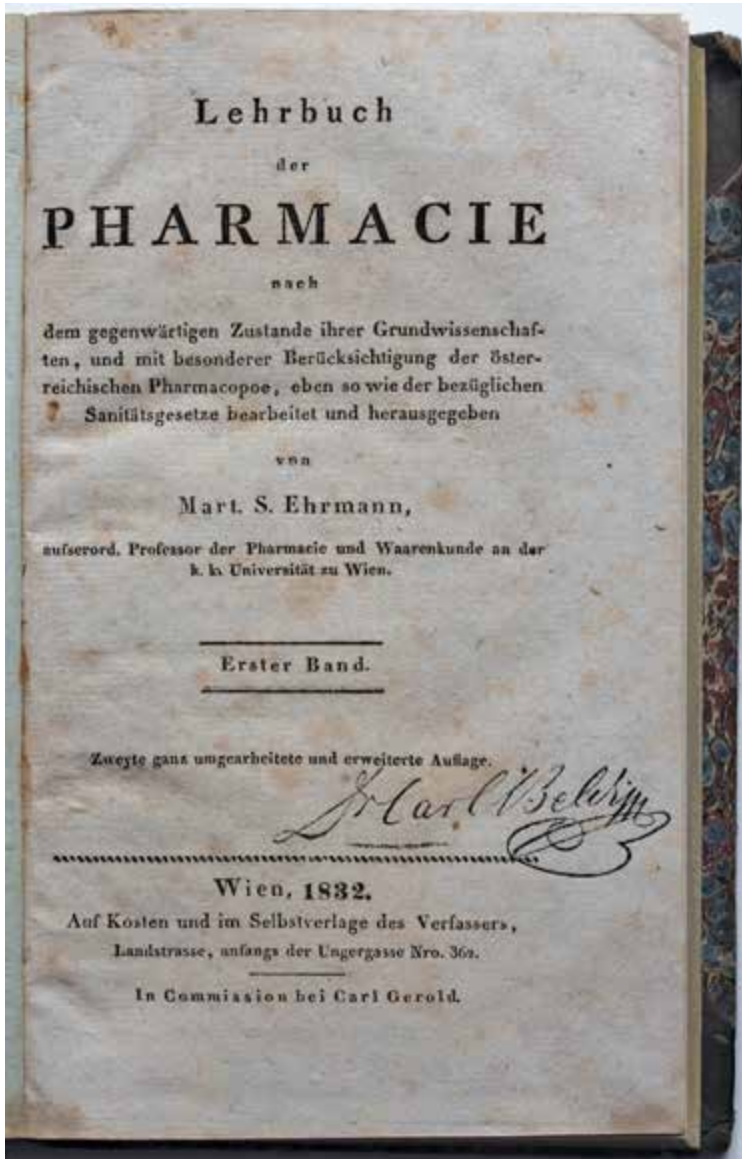 Lehrbuch
der
PHARMACIE
nach
dem gegenwärtigen Zustande ihrer Grundwissenschaf-
ten, und mit besonderer Berücksichtigung der öster-
reichischen Pharmacopoe, eben so wie der bezüglichen
Sanitätsgesetze bearbeitet und herausgegeben
von
Mart. S. Ehrmann,
aufserord. Professor der Pharmacie und Waarenkunde an der
k. k. Universität zu Wien.
Erster Band.
Zweyte ganz umgearbeitete und erweiterte Auflage.
Dr Carl
Wien, 1832.
Auf Kosten und im Selbstverlage des Verfassers,
Landstrasse, anfangs der Ungergasse Nro. 362.
In Commission bei Carl Gerold.